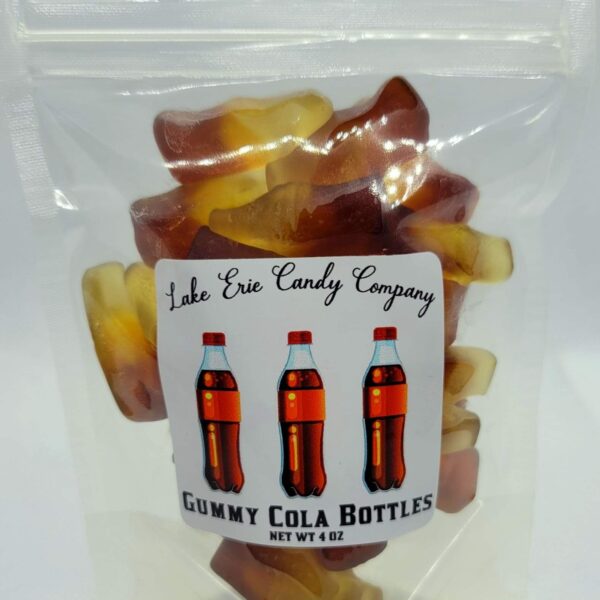 Lake Erie Candy Company
GUMMY COLA BOTTLES
NET WT 4 OZ